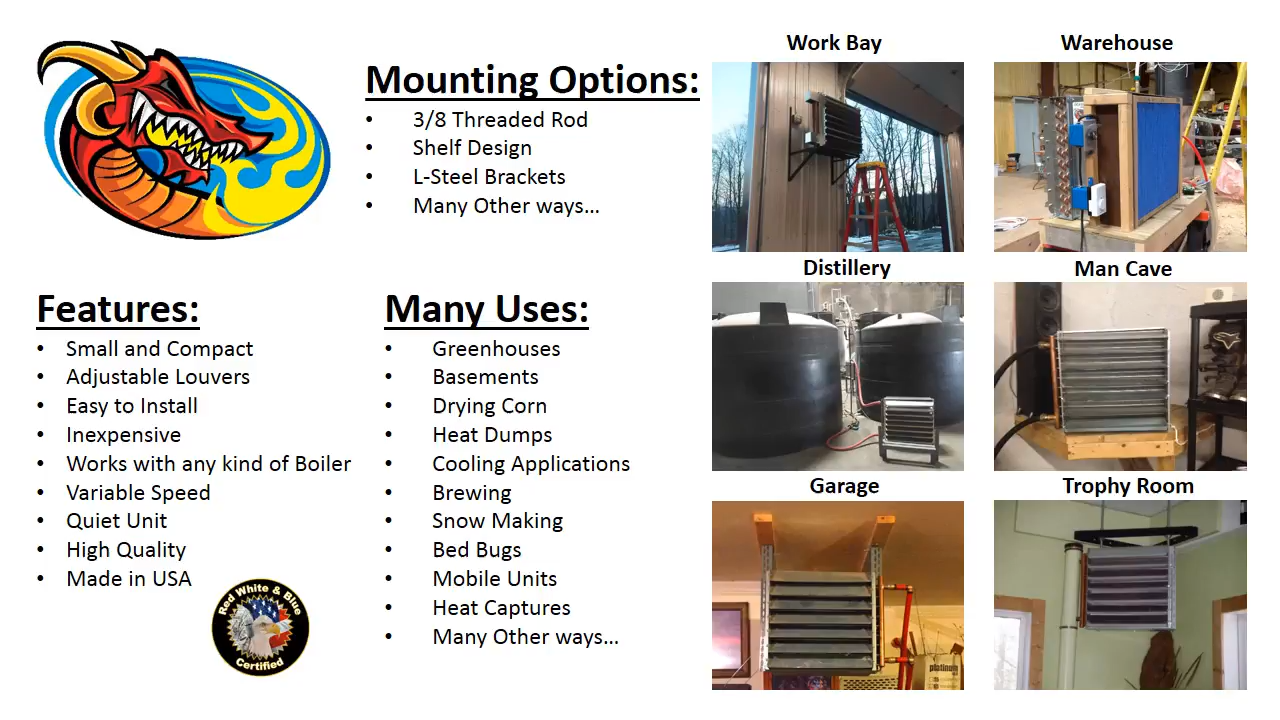 Mounting Options:
• 3/8 Threaded Rod
• Shelf Design
• L-Steel Brackets
• Many Other ways...
Features:
• Small and Compact
• Adjustable Louvers
• Easy to Install
• Inexpensive
• Works with any kind of Boiler
• Variable Speed
• Quiet Unit
• High Quality
• Made in USA
Red White & Blue
Certified
Many Uses:
• Greenhouses
• Basements
• Drying Corn
• Heat Dumps
• Cooling Applications
• Brewing
• Snow Making
• Bed Bugs
• Mobile Units
• Heat Captures
• Many Other ways...
Work Bay
Warehouse
Distillery
Man Cave
Garage
Trophy Room
platinum